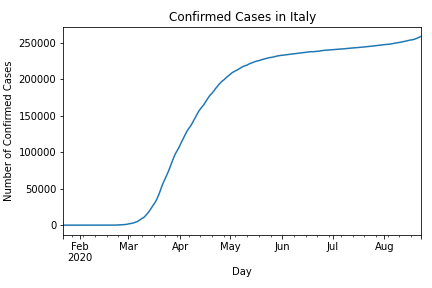 Confirmed Cases in Italy
Number of Confirmed Cases
250000
200000
150000
100000
50000
0
Feb Mar Apr May Jun Jul Aug
2020
Day